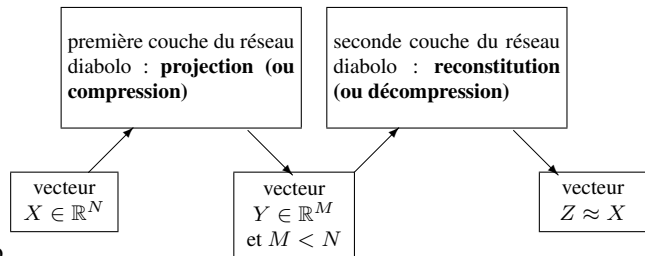 première couche du réseau
diabolo : projection (ou
compression)
seconde couche du réseau
diabolo : reconstitution
(ou décompression)
vecteur
X ∈ ℝ^N
vecteur
Y ∈ ℝ^M
et M < N
vecteur
Z ≈ X